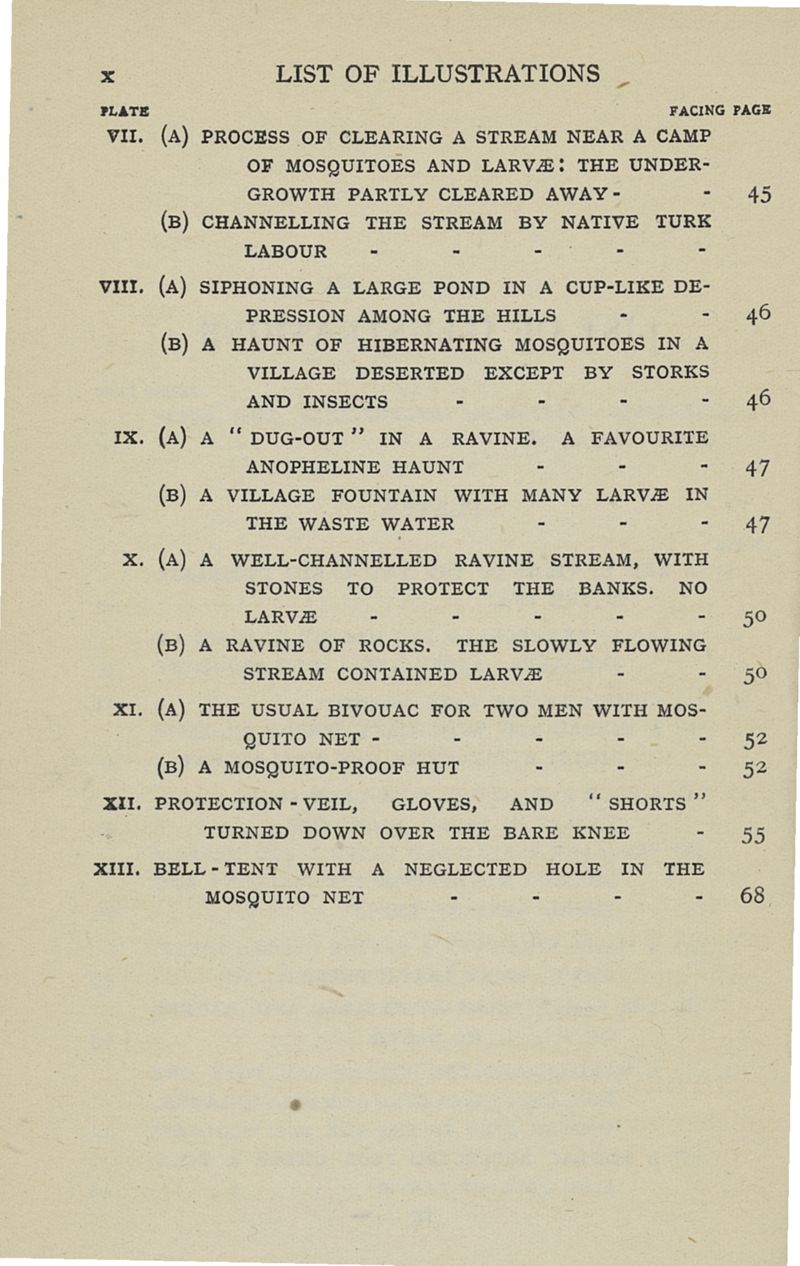 x LIST OF ILLUSTRATIONS
PLATE FACING PAGE
VII. (A) PROCESS OF CLEARING A STREAM NEAR A CAMP
OF MOSQUITOES AND LARVÆ: THE UNDER-
GROWTH PARTLY CLEARED AWAY - - 45
(B) CHANNELLING THE STREAM BY NATIVE TURK
LABOUR - - - - -
VIII. (A) SIPHONING A LARGE POND IN A CUP-LIKE DE-
PRESSION AMONG THE HILLS - - 46
(B) A HAUNT OF HIBERNATING MOSQUITOES IN A
VILLAGE DESERTED EXCEPT BY STORKS
AND INSECTS - - - - 46
IX. (A) A "DUG-OUT" IN A RAVINE. A FAVOURITE
ANOPHELINE HAUNT - - - 47
(B) A VILLAGE FOUNTAIN WITH MANY LARVÆ IN
THE WASTE WATER - - - 47
X. (A) A WELL-CHANNELLED RAVINE STREAM, WITH
STONES TO PROTECT THE BANKS. NO
LARVÆ - - - - - 50
(B) A RAVINE OF ROCKS. THE SLOWLY FLOWING
STREAM CONTAINED LARVÆ - - 50
XI. (A) THE USUAL BIVOUAC FOR TWO MEN WITH MOS-
QUITO NET - - - - - 52
(B) A MOSQUITO-PROOF HUT - - - 52
XII. PROTECTION-VEIL, GLOVES, AND "SHORTS"
TURNED DOWN OVER THE BARE KNEE - 55
XIII. BELL-TENT WITH A NEGLECTED HOLE IN THE
MOSQUITO NET - - - - 68